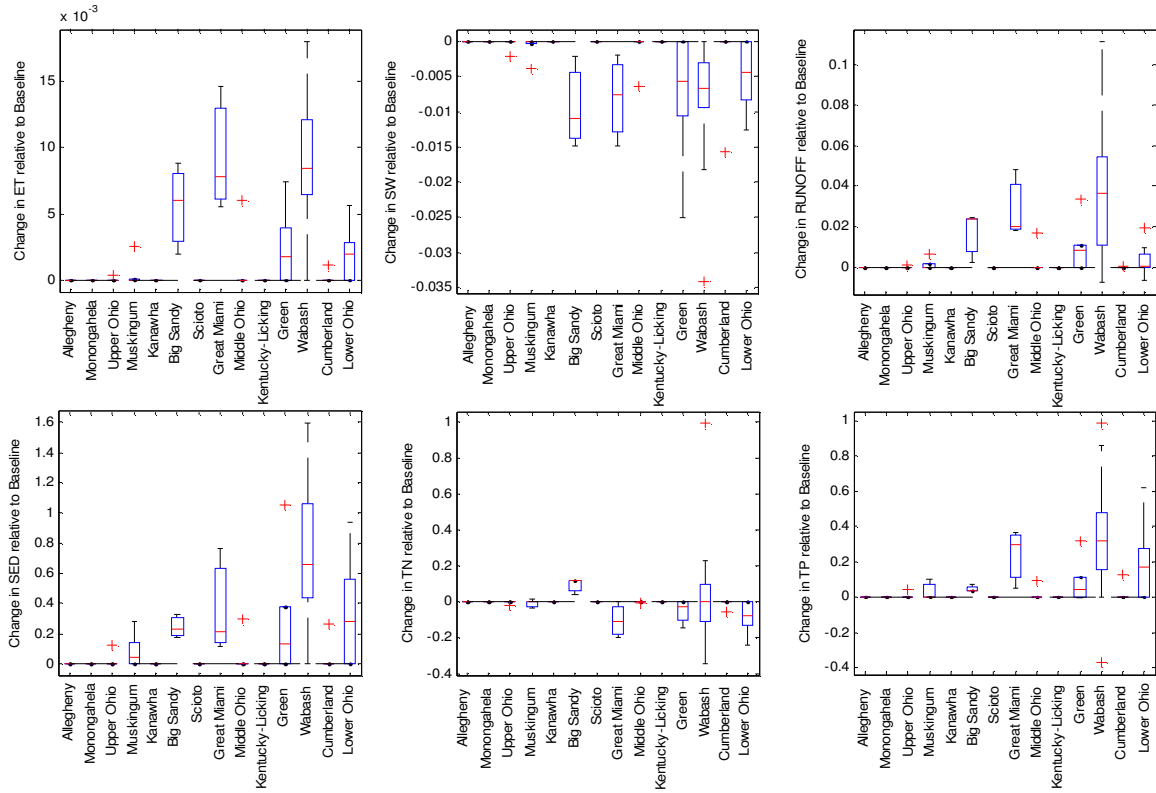 x 10⁻³
Change in ET relative to Baseline
15
10
5
0
Allegheny
Monongahela
Upper Ohio
Muskingum
Kanawha
Big Sandy
Scioto
Great Miami
Middle Ohio
Kentucky-Licking
Green
Wabash
Cumberland
Lower Ohio
Change in SW relative to Baseline
0
-0.005
-0.01
-0.015
-0.02
-0.025
-0.03
-0.035
Allegheny
Monongahela
Upper Ohio
Muskingum
Kanawha
Big Sandy
Scioto
Great Miami
Middle Ohio
Kentucky-Licking
Green
Wabash
Cumberland
Lower Ohio
Change in RUNOFF relative to Baseline
0.1
0.08
0.06
0.04
0.02
0
Allegheny
Monongahela
Upper Ohio
Muskingum
Kanawha
Big Sandy
Scioto
Great Miami
Middle Ohio
Kentucky-Licking
Green
Wabash
Cumberland
Lower Ohio
Change in SED relative to Baseline
1.6
1.4
1.2
1
0.8
0.6
0.4
0.2
0
Allegheny
Monongahela
Upper Ohio
Muskingum
Kanawha
Big Sandy
Scioto
Great Miami
Middle Ohio
Kentucky-Licking
Green
Wabash
Cumberland
Lower Ohio
Change in TN relative to Baseline
1
0.8
0.6
0.4
0.2
0
-0.2
-0.4
Allegheny
Monongahela
Upper Ohio
Muskingum
Kanawha
Big Sandy
Scioto
Great Miami
Middle Ohio
Kentucky-Licking
Green
Wabash
Cumberland
Lower Ohio
Change in TP relative to Baseline
1
0.8
0.6
0.4
0.2
0
-0.2
-0.4
Allegheny
Monongahela
Upper Ohio
Muskingum
Kanawha
Big Sandy
Scioto
Great Miami
Middle Ohio
Kentucky-Licking
Green
Wabash
Cumberland
Lower Ohio